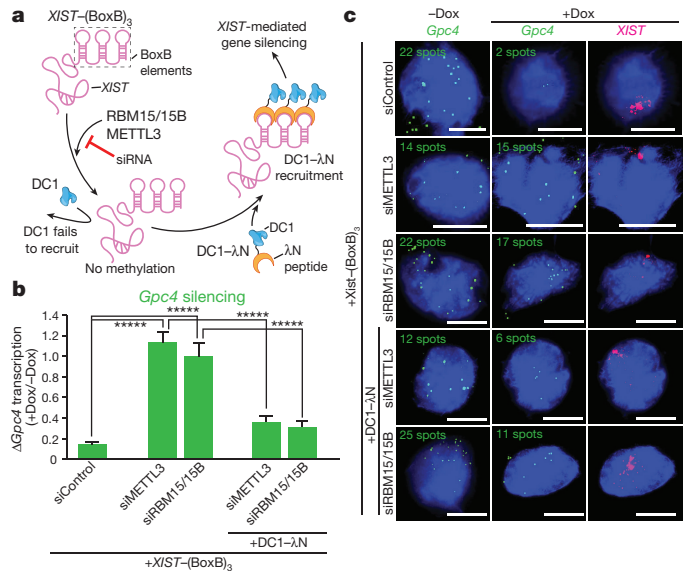 a
XIST–(BoxB)3
BoxB
elements
XIST
RBM15/15B
METTL3
siRNA
DC1
DC1 fails
to recruit
No methylation
XIST-mediated
gene silencing
DC1–λN
recruitment
DC1
DC1–λN
λN
peptide
b
Gpc4 silencing
*****
*****
*****
*****
ΔGpc4 transcription
(+Dox/–Dox)
1.4
1.2
1.0
0.8
0.6
0.4
0.2
0
siControl
siMETTL3
siRBM15/15B
siMETTL3
siRBM15/15B
+DC1–λN
+XIST–(BoxB)3
c
–Dox
+Dox
Gpc4
Gpc4
XIST
siControl
22 spots
2 spots
siMETTL3
14 spots
15 spots
siRBM15/15B
22 spots
17 spots
siMETTL3
12 spots
6 spots
siRBM15/15B
25 spots
11 spots
+Xist–(BoxB)3
+DC1–λN